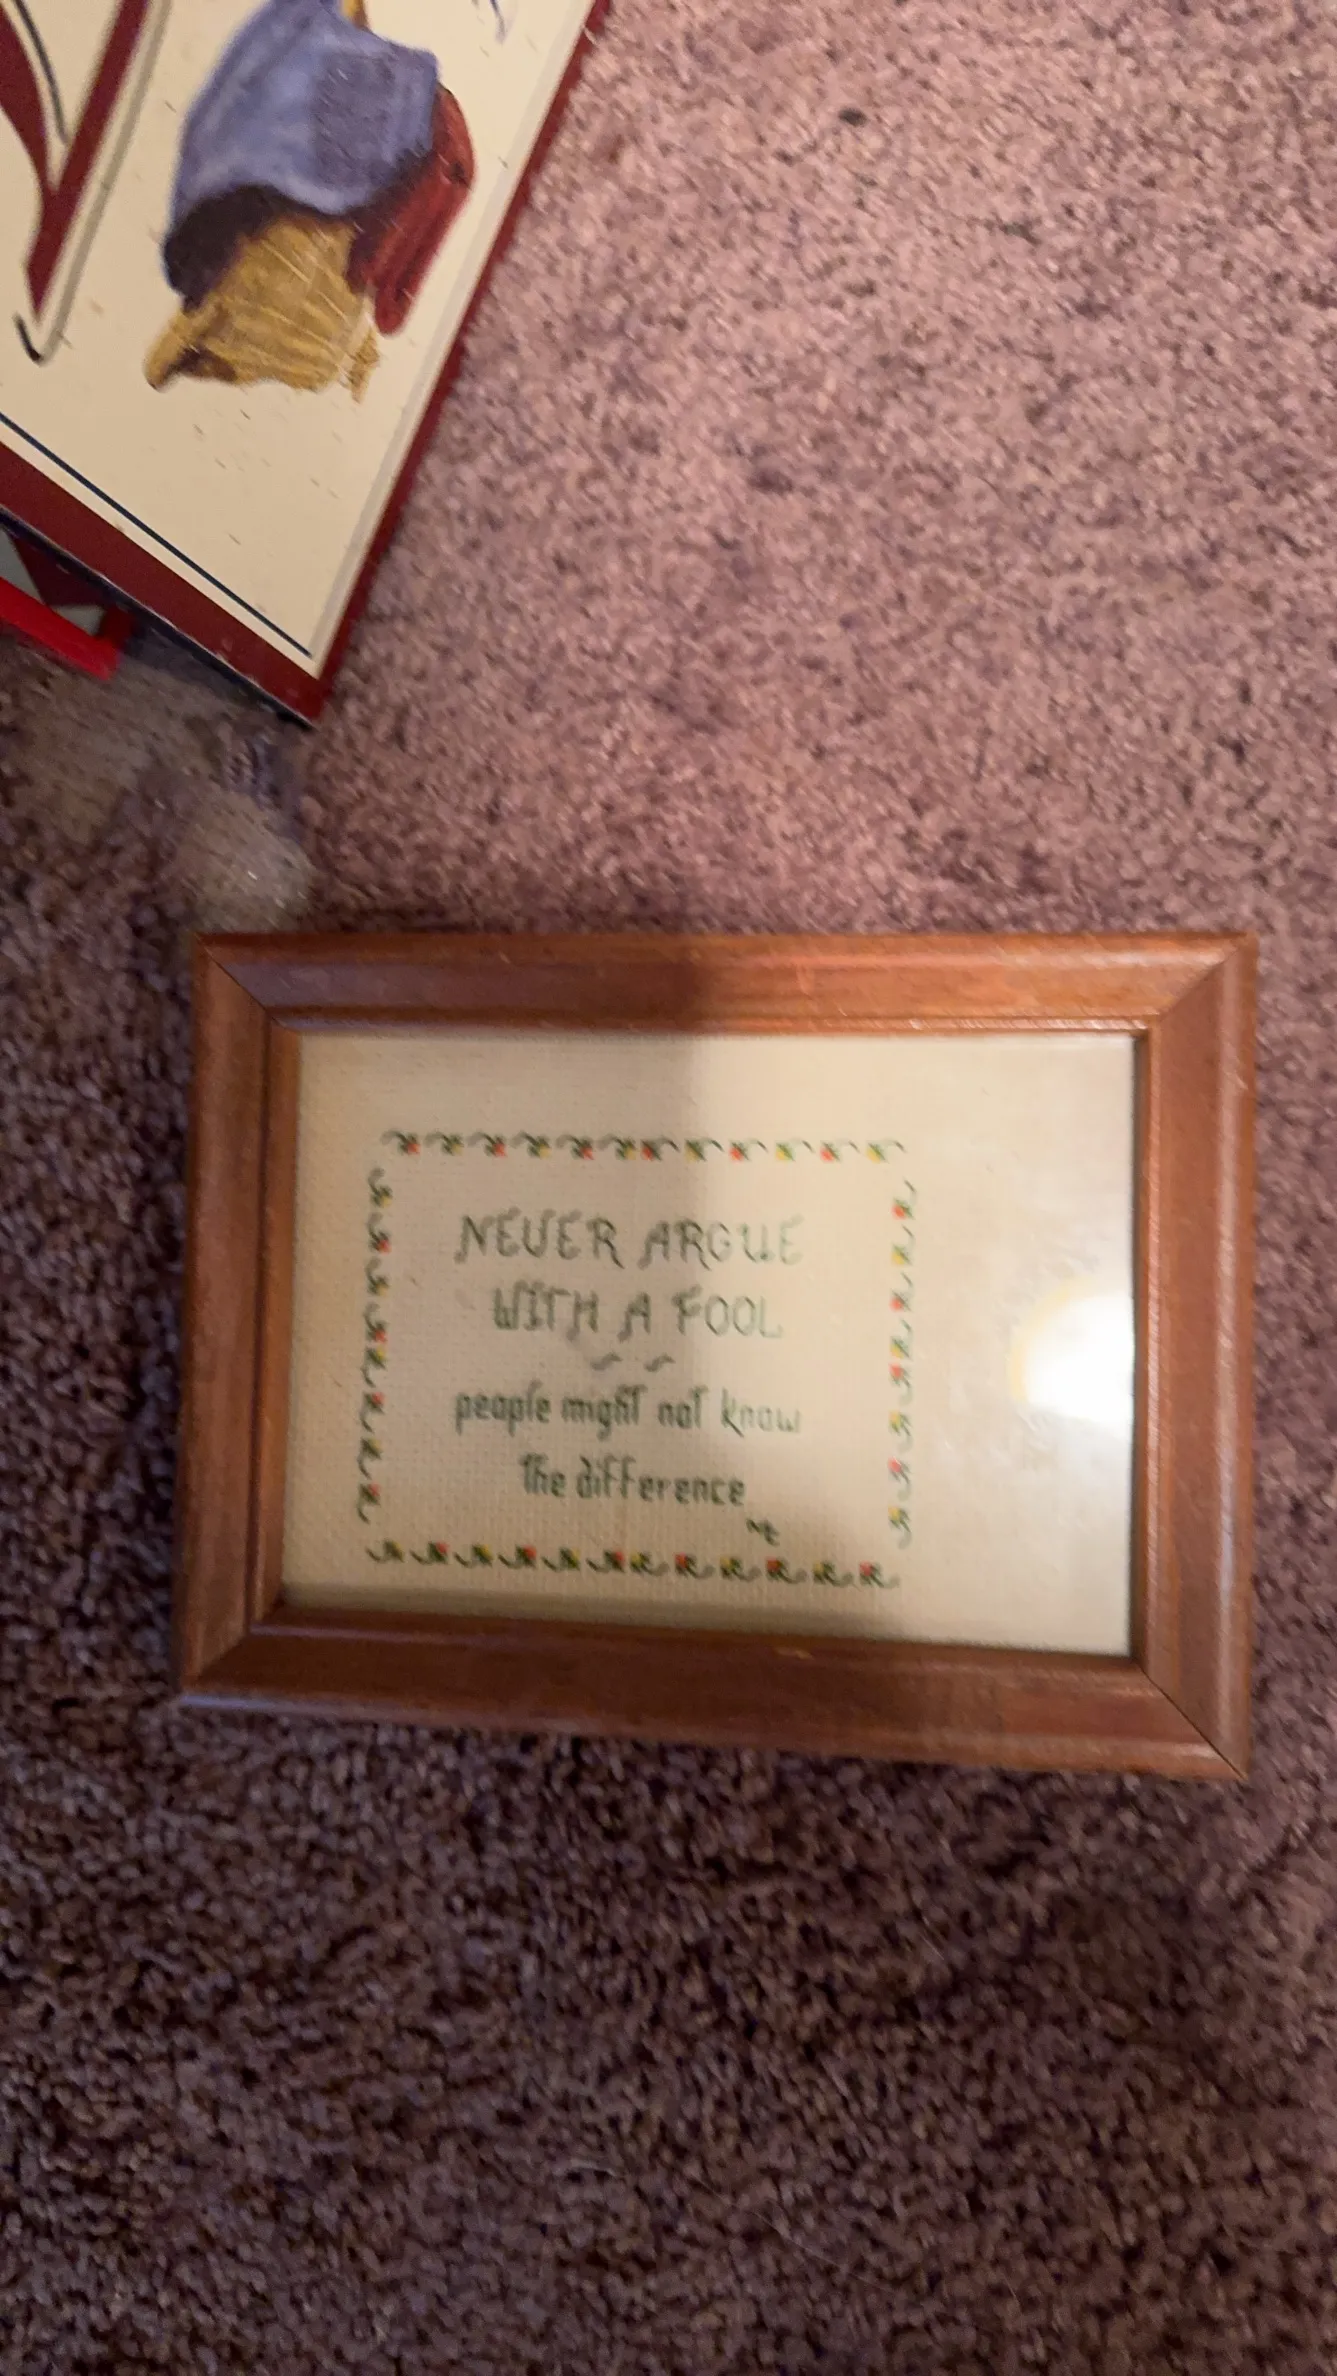 NEVER ARGUE
WITH A FOOL
people might not know
the difference